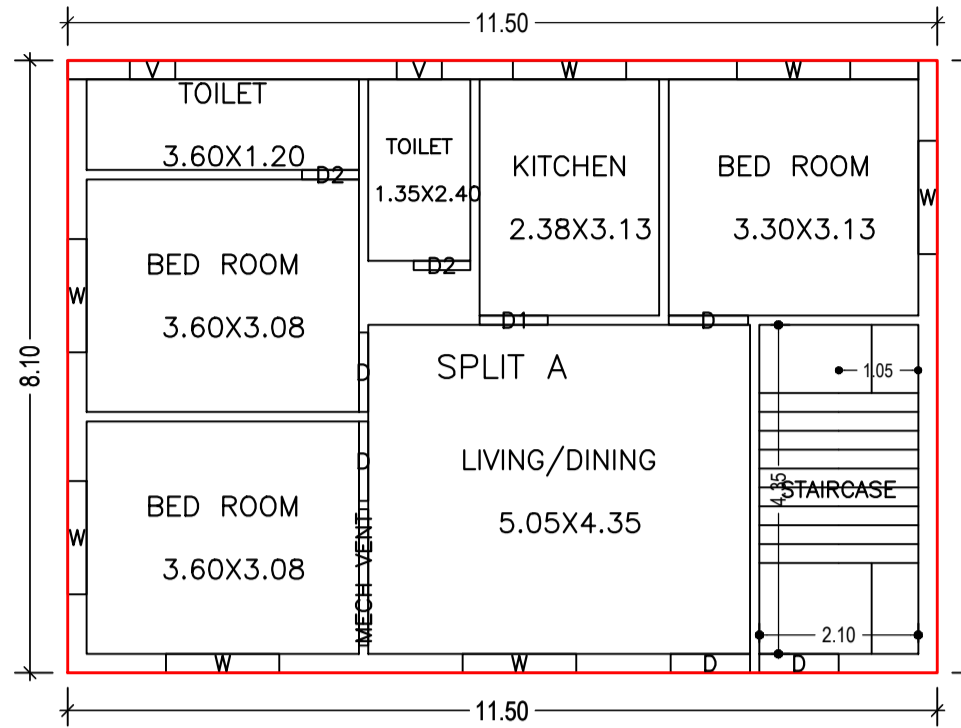 11.50
V
V
W
W
TOILET
3.60X1.20
D2
TOILET
1.35X2.40
D2
KITCHEN
2.38X3.13
D1
BED ROOM
3.30X3.13
W
D
W
BED ROOM
3.60X3.08
D
8.10
SPLIT A
LIVING/DINING
5.05X4.35
1.05
4.35
STAIRCASE
2.10
W
BED ROOM
3.60X3.08
D
MECH VENT
W
W
D
D
11.50